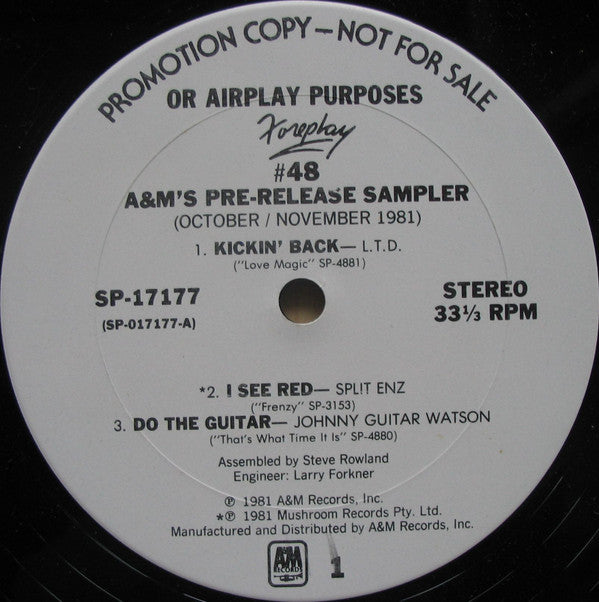 PROMOTION COPY — NOT FOR SALE
OR AIRPLAY PURPOSES
Foreplay
#48
A&M'S PRE-RELEASE SAMPLER
(OCTOBER / NOVEMBER 1981)
1. KICKIN' BACK— L.T.D.
("Love Magic" SP-4881)
SP-17177
(SP-017177-A)
STEREO
33⅓ RPM
*2. I SEE RED— SPL!T ENZ
("Frenzy" SP-3153)
3. DO THE GUITAR— JOHNNY GUITAR WATSON
("That's What Time It Is" SP-4880)
Assembled by Steve Rowland
Engineer: Larry Forkner
℗ 1981 A&M Records, Inc.
*℗ 1981 Mushroom Records Pty. Ltd.
Manufactured and Distributed by A&M Records, Inc.
A&M
RECORDS
1